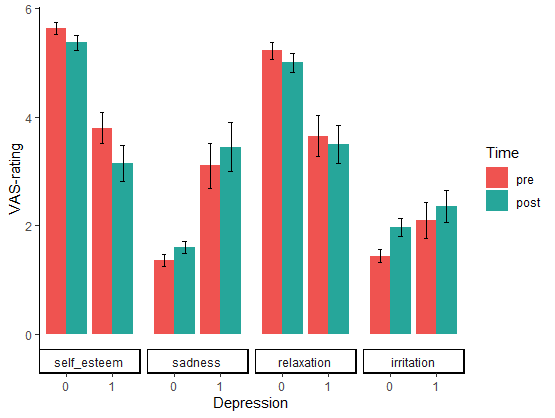 6
4
2
0
VAS-rating
self_esteem
sadness
relaxation
irritation
0
1
0
1
0
1
0
1
Depression
Time
pre
post